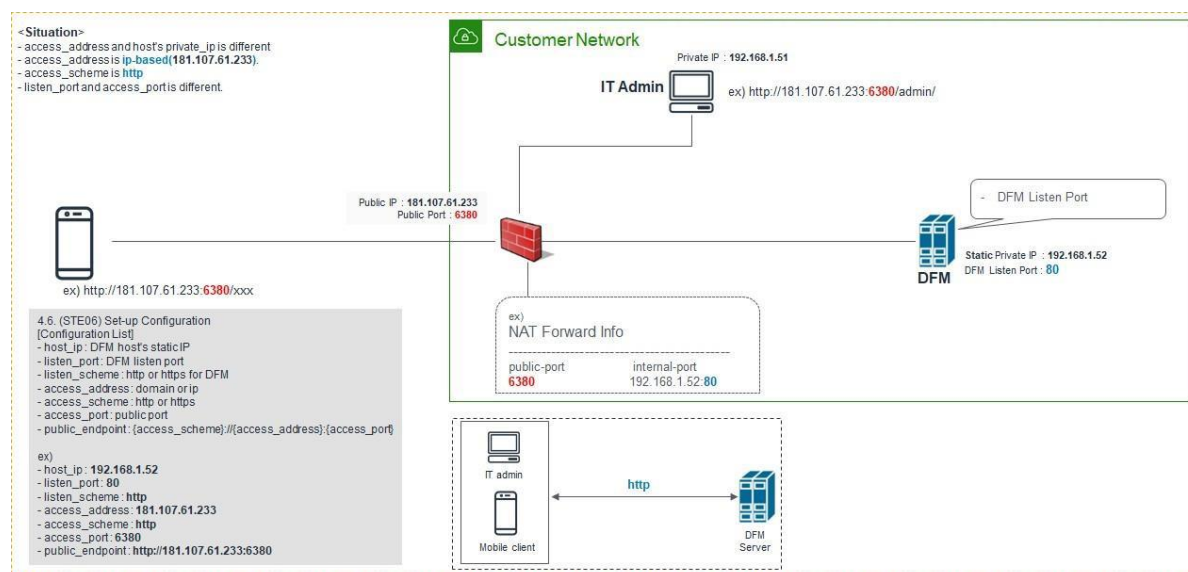 <Situation>
- access_address and host's private_ip is different
- access_address is ip-based(181.107.61.233).
- access_scheme is http
- listen_port and access_port is different.
Customer Network
Private IP : 192.168.1.51
IT Admin
ex) http://181.107.61.233:6380/admin/
Public IP : 181.107.61.233
Public Port : 6380
- DFM Listen Port
Static Private IP : 192.168.1.52
DFM Listen Port : 80
DFM
ex) http://181.107.61.233:6380/xxx
ex)
NAT Forward Info
------------------------------------------------
public-port internal-port
6380 192.168.1.52:80
4.6. (STE06) Set-up Configuration
[Configuration List]
- host_ip : DFM host's static IP
- listen_port : DFM listen port
- listen_scheme : http or https for DFM
- access_address : domain or ip
- access_scheme : http or https
- access_port : public port
- public_endpoint : {access_scheme}://{access_address}:{access_port}
ex)
- host_ip : 192.168.1.52
- listen_port : 80
- listen_scheme : http
- access_address : 181.107.61.233
- access_scheme : http
- access_port : 6380
- public_endpoint : http://181.107.61.233:6380
IT admin
http
Mobile client
DFM
Server